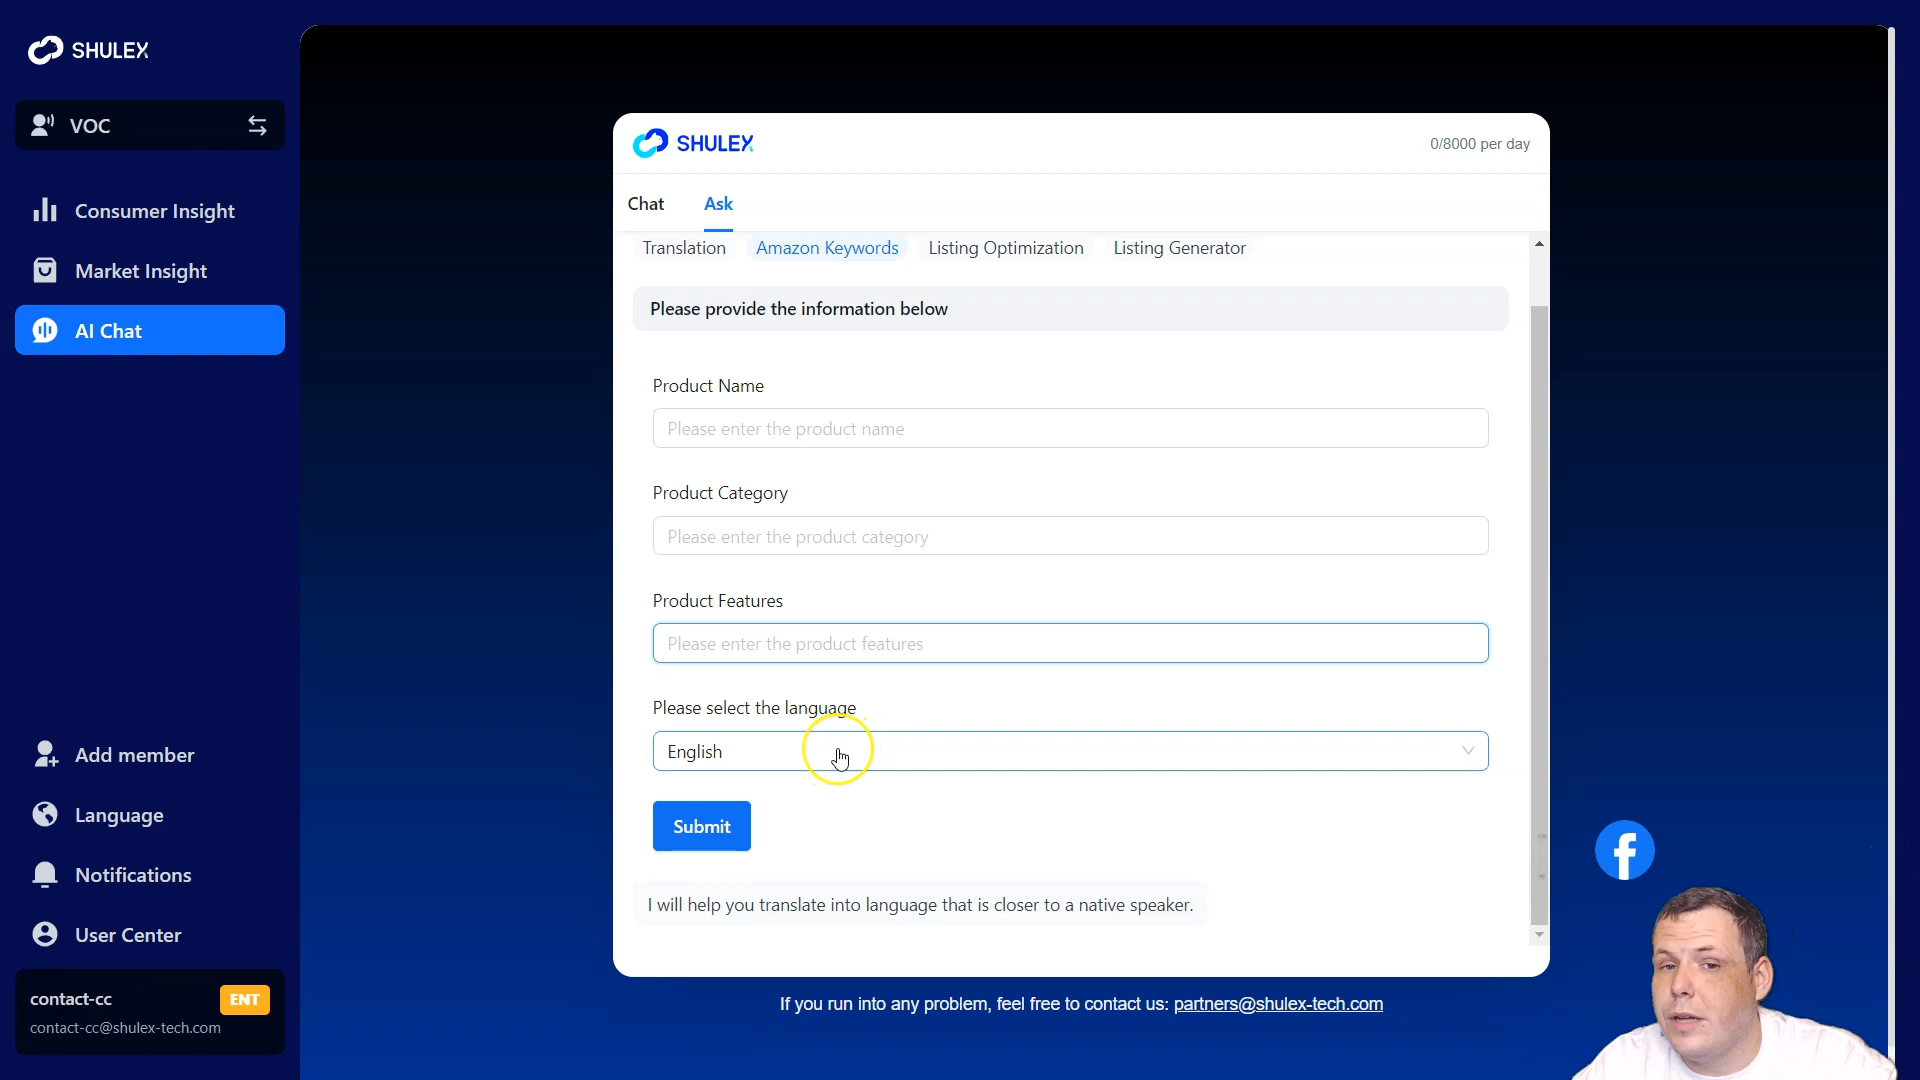 SHULEX
VOC
Consumer Insight
Market Insight
AI Chat
Add member
Language
Notifications
User Center
contact-cc
ENT
contact-cc@shulex-tech.com
SHULEX
0/8000 per day
Chat
Ask
Translation
Amazon Keywords
Listing Optimization
Listing Generator
Please provide the information below
Product Name
Please enter the product name
Product Category
Please enter the product category
Product Features
Please enter the product features
Please select the language
English
Submit
I will help you translate into language that is closer to a native speaker.
If you run into any problem, feel free to contact us: partners@shulex-tech.com